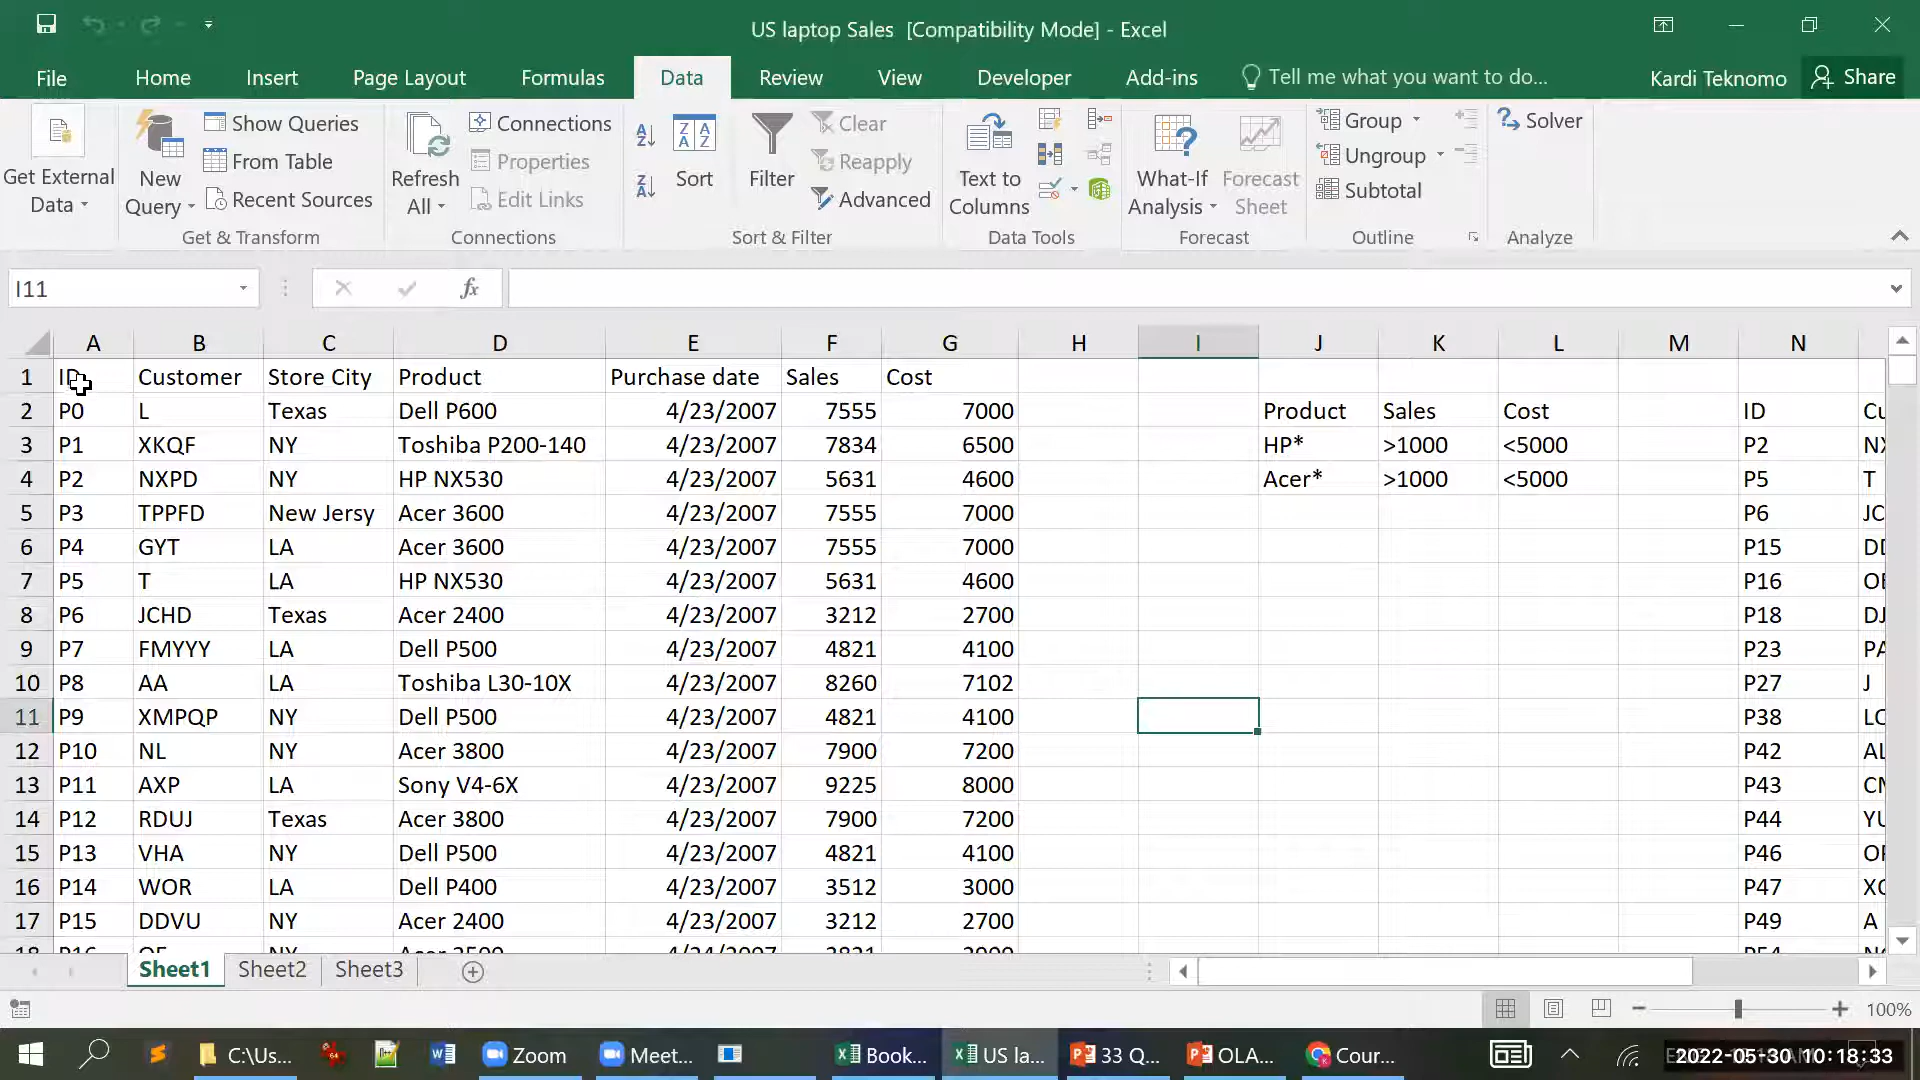 US laptop Sales [Compatibility Mode] - Excel
File Home Insert Page Layout Formulas Data Review View Developer Add-ins Tell me what you want to do... Kardi Teknomo Share
Get External Data
New Query
Show Queries
From Table
Recent Sources
Get & Transform
Refresh All
Connections
Properties
Edit Links
Connections
Sort
Filter
Clear
Reapply
Advanced
Sort & Filter
Text to Columns
Data Tools
What-If Analysis
Forecast Sheet
Forecast
Group
Ungroup
Subtotal
Outline
Solver
Analyze
I11 fx
A B C D E F G H I J K L M N
1 ID Customer Store City Product Purchase date Sales Cost
2 P0 L Texas Dell P600 4/23/2007 7555 7000 Product Sales Cost ID Cu
3 P1 XKQF NY Toshiba P200-140 4/23/2007 7834 6500 HP* >1000 <5000 P2 NX
4 P2 NXPD NY HP NX530 4/23/2007 5631 4600 Acer* >1000 <5000 P5 T
5 P3 TPPFD New Jersy Acer 3600 4/23/2007 7555 7000 P6 JC
6 P4 GYT LA Acer 3600 4/23/2007 7555 7000 P15 DD
7 P5 T LA HP NX530 4/23/2007 5631 4600 P16
8 P6 JCHD Texas Acer 2400 4/23/2007 3212 2700 P18 DJ
9 P7 FMYYY LA Dell P500 4/23/2007 4821 4100 P23 PA
10 P8 AA LA Toshiba L30-10X 4/23/2007 8260 7102 P27 J
11 P9 XMPQP NY Dell P500 4/23/2007 4821 4100 P38
12 P10 NL NY Acer 3800 4/23/2007 7900 7200 P42 AL
13 P11 AXP LA Sony V4-6X 4/23/2007 9225 8000 P43
14 P12 RDUJ Texas Acer 3800 4/23/2007 7900 7200 P44 YU
15 P13 VHA NY Dell P500 4/23/2007 4821 4100 P46
16 P14 WOR LA Dell P400 4/23/2007 3512 3000 P47
17 P15 DDVU NY Acer 2400 4/23/2007 3212 2700 P49 A
Sheet1 Sheet2 Sheet3
100%
C:\Us... Zoom Meet... Book... US la... 33 Q... OLA... Cour... 2022-05-30 10:18:33